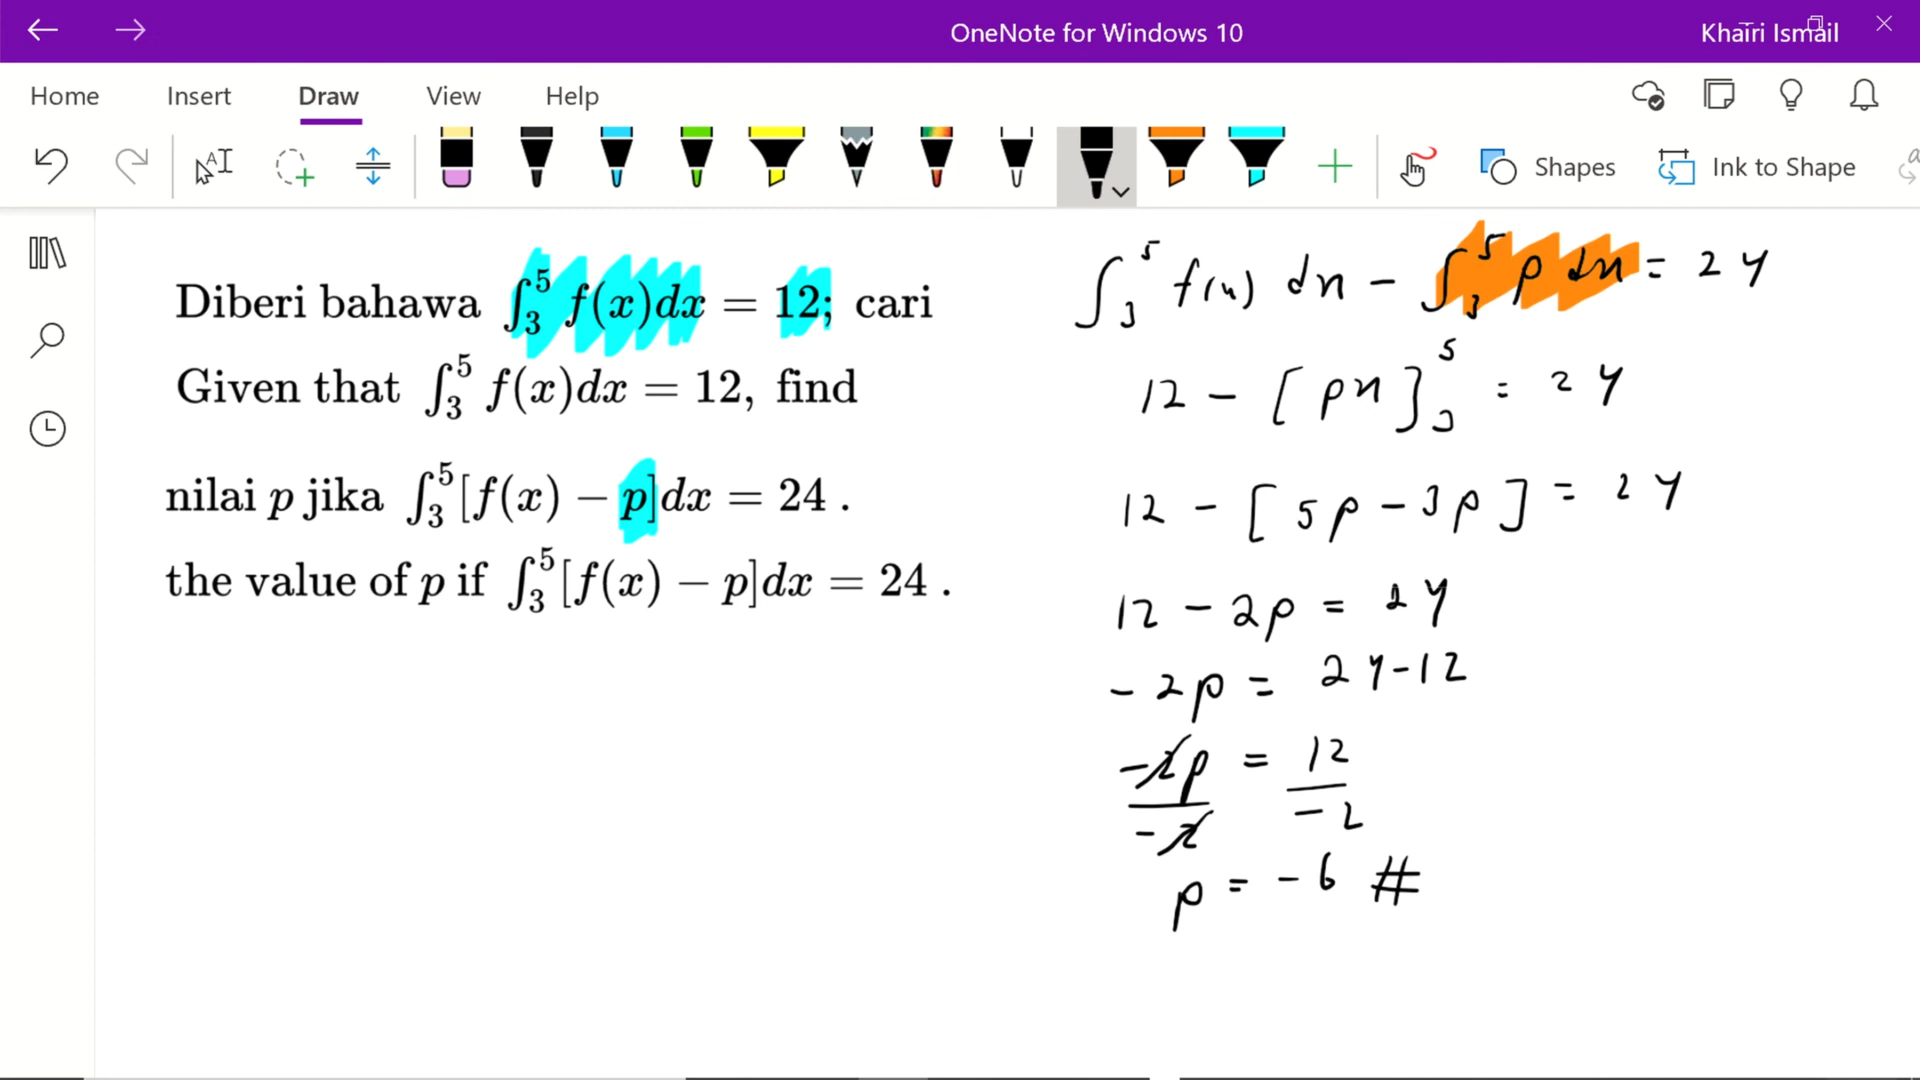 OneNote for Windows 10
Khairi Ismail
Home Insert Draw View Help
Shapes Ink to Shape
Diberi bahawa ∫₃⁵ f(x)dx = 12; cari
Given that ∫₃⁵ f(x)dx = 12, find
nilai p jika ∫₃⁵[f(x) − p]dx = 24 .
the value of p if ∫₃⁵[f(x) − p]dx = 24 .
∫₃⁵ f(x) dx − ∫₃⁵ p dx = 24
12 − [px]₃⁵ = 24
12 − [5p − 3p] = 24
12 − 2p = 24
−2p = 24−12
−2p/−2 = 12/−2
p = −6 #